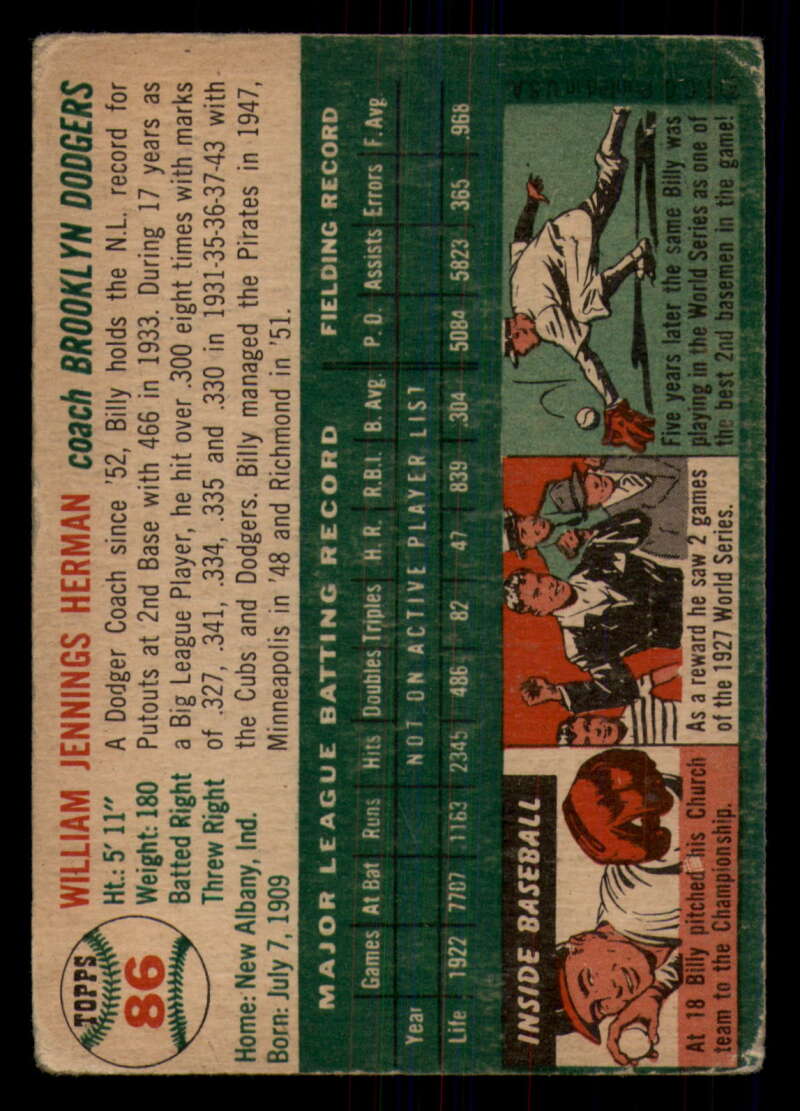 TOPPS
86
WILLIAM JENNINGS HERMAN coach BROOKLYN DODGERS
Ht.: 5' 11"
Weight: 180
Batted Right
Threw Right
Home: New Albany, Ind.
Born: July 7, 1909
A Dodger Coach since '52, Billy holds the N.L. record for
Putouts at 2nd Base with 466 in 1933. During 17 years as
a Big League Player, he hit over .300 eight times with marks
of .327, .341, .334, .335 and .330 in 1931-35-36-37-43 with
the Cubs and Dodgers. Billy managed the Pirates in 1947,
Minneapolis in '48 and Richmond in '51.
MAJOR LEAGUE BATTING RECORD FIELDING RECORD
Games At Bat Runs Hits Doubles Triples H. R. R.B.I. B. Avg. P. O. Assists Errors F. Avg.
Year NOT ON ACTIVE PLAYER LIST
Life 1922 7707 1163 2345 486 82 47 839 .304 5084 5823 365 .968
INSIDE BASEBALL
At 18 Billy pitched his Church
team to the Championship.
As a reward he saw 2 games
of the 1927 World Series.
Five years later the same Billy was
playing in the World Series as one of
the best 2nd basemen in the game!
Printed in U.S.A.